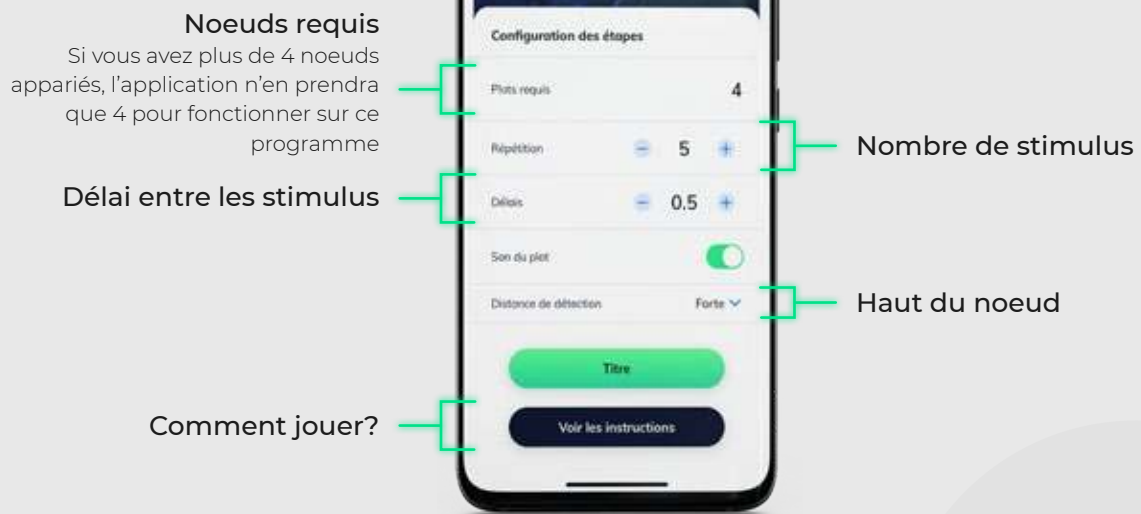 Noeuds requis
Si vous avez plus de 4 noeuds
appariés, l'application n'en prendra
que 4 pour fonctionner sur ce
programme
Délai entre les stimulus
Comment jouer?
Configuration des étapes
Plots requis 4
Répétition - 5 +
Délais - 0.5 +
Son du plot
Distance de détection Forte
Titre
Voir les instructions
Nombre de stimulus
Haut du noeud